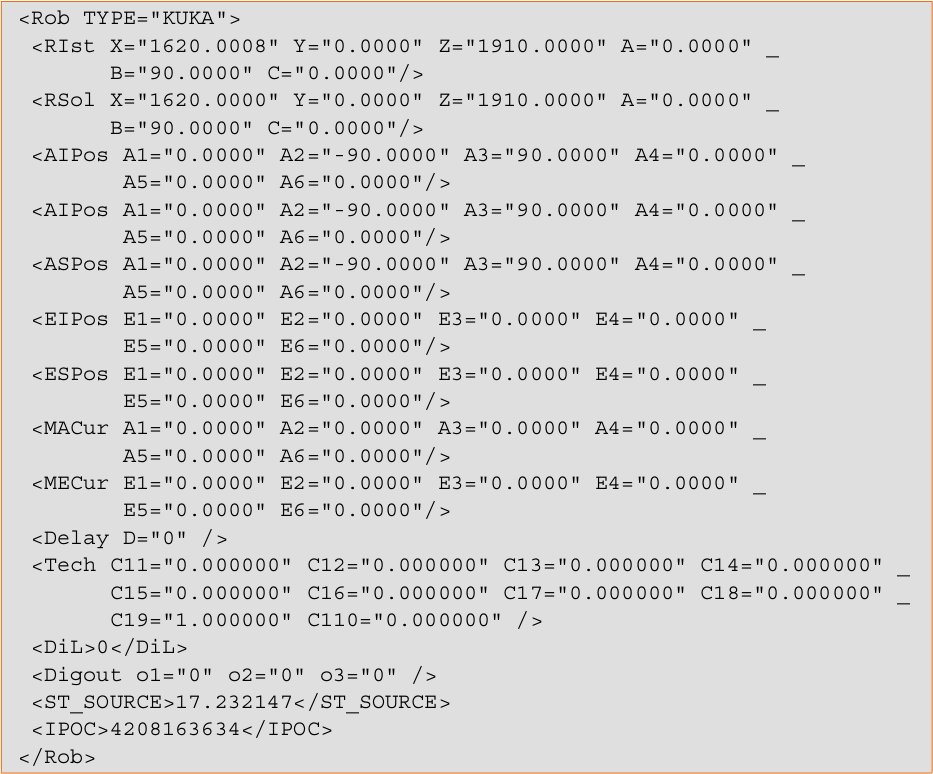 <Rob TYPE="KUKA">
<RIst X="1620.0008" Y="0.0000" Z="1910.0000" A="0.0000" _
B="90.0000" C="0.0000"/>
<RSol X="1620.0000" Y="0.0000" Z="1910.0000" A="0.0000" _
B="90.0000" C="0.0000"/>
<AIPos A1="0.0000" A2="-90.0000" A3="90.0000" A4="0.0000" _
A5="0.0000" A6="0.0000"/>
<AIPos A1="0.0000" A2="-90.0000" A3="90.0000" A4="0.0000" _
A5="0.0000" A6="0.0000"/>
<ASPos A1="0.0000" A2="-90.0000" A3="90.0000" A4="0.0000" _
A5="0.0000" A6="0.0000"/>
<EIPos E1="0.0000" E2="0.0000" E3="0.0000" E4="0.0000" _
E5="0.0000" E6="0.0000"/>
<ESPos E1="0.0000" E2="0.0000" E3="0.0000" E4="0.0000" _
E5="0.0000" E6="0.0000"/>
<MACur A1="0.0000" A2="0.0000" A3="0.0000" A4="0.0000" _
A5="0.0000" A6="0.0000"/>
<MECur E1="0.0000" E2="0.0000" E3="0.0000" E4="0.0000" _
E5="0.0000" E6="0.0000"/>
<Delay D="0" />
<Tech C11="0.000000" C12="0.000000" C13="0.000000" C14="0.000000" _
C15="0.000000" C16="0.000000" C17="0.000000" C18="0.000000" _
C19="1.000000" C110="0.000000" />
<DiL>0</DiL>
<Digout o1="0" o2="0" o3="0" />
<ST_SOURCE>17.232147</ST_SOURCE>
<IPOC>4208163634</IPOC>
</Rob>